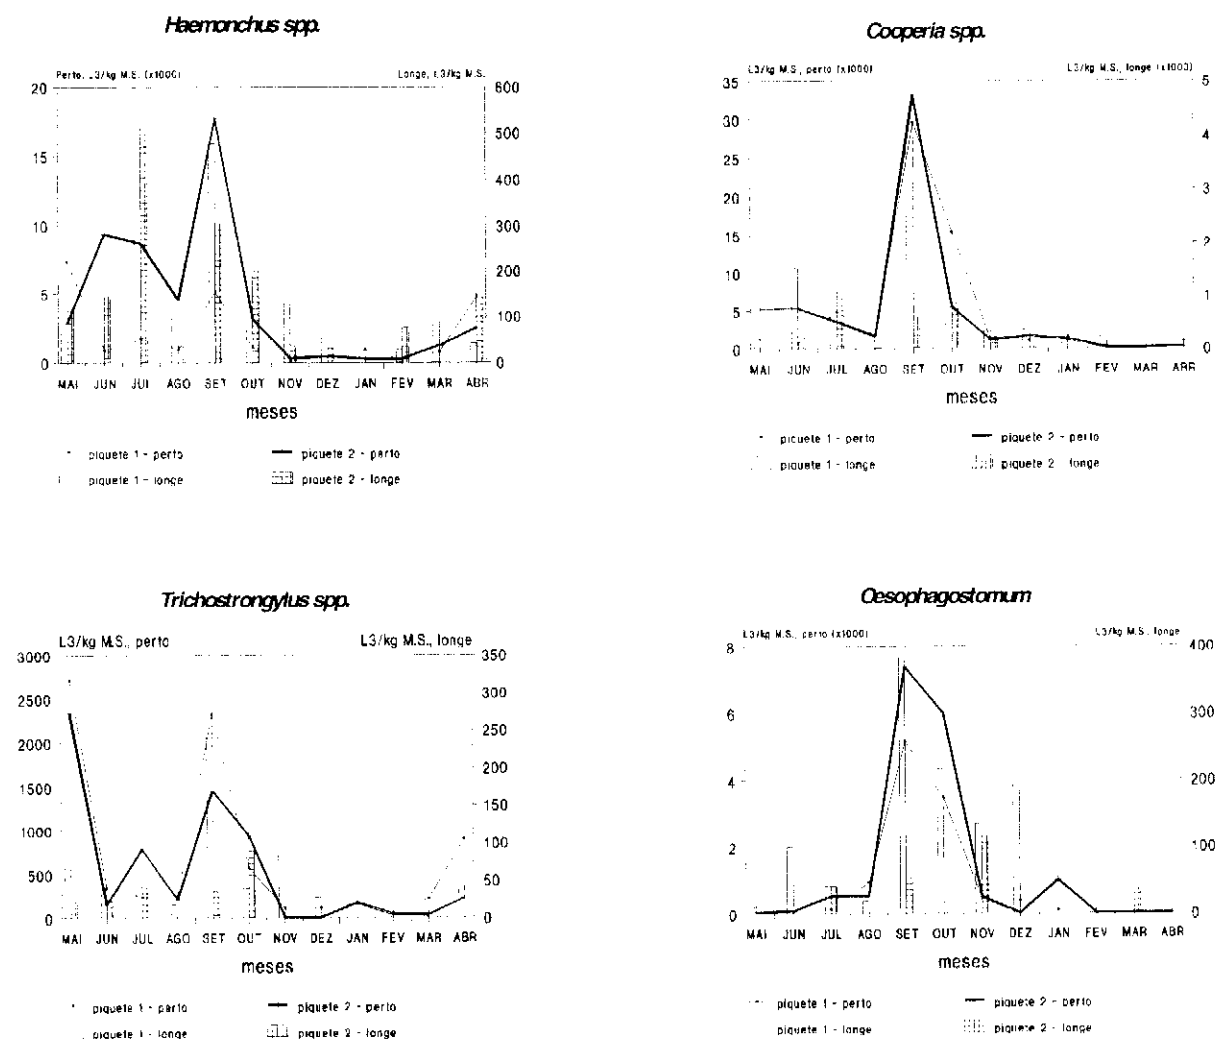 Haemonchus spp.
Perto, L3/kg M.S. (x1000) Longe, L3/kg M.S.
20 600
15 500
400
10 300
200
5 100
0 0
MAI JUN JUL AGO SET OUT NOV DEZ JAN FEV MAR ABR
meses
piquete 1 - perto piquete 2 - perto
piquete 1 - longe piquete 2 - longe
Cooperia spp.
L3/kg M.S., perto (x1000) L3/kg M.S., longe (x1000)
35 5
30 4
25
20 3
15 2
10
5 1
0 0
MAI JUN JUL AGO SET OUT NOV DEZ JAN FEV MAR ABR
meses
piquete 1 - perto piquete 2 - perto
piquete 1 - longe piquete 2 - longe
Trichostrongylus spp.
L3/kg M.S., perto L3/kg M.S., longe
3000 350
2500 300
2000 250
1500 200
150
1000 100
500 50
0 0
MAI JUN JUL AGO SET OUT NOV DEZ JAN FEV MAR ABR
meses
piquete 1 - perto piquete 2 - perto
piquete 1 - longe piquete 2 - longe
Oesophagostomum
L3/kg M.S., perto (x1000) L3/kg M.S., longe
8 400
6 300
4 200
2 100
0 0
MAI JUN JUL AGO SET OUT NOV DEZ JAN FEV MAR ABR
meses
piquete 1 - perto piquete 2 - perto
piquete 1 - longe piquete 2 - longe